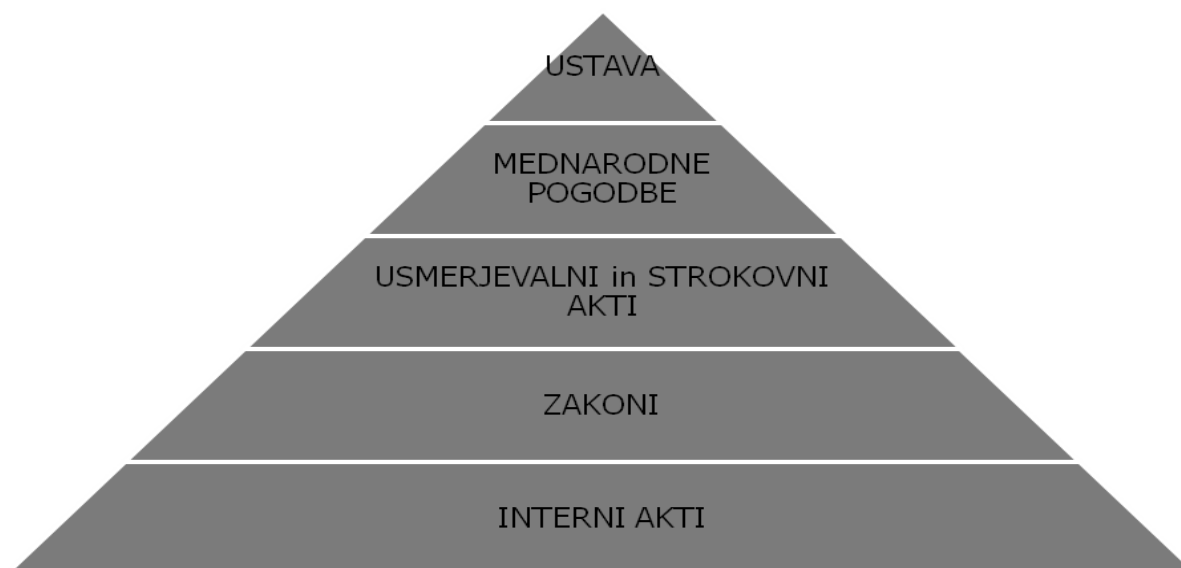 USTAVA
MEDNARODNE
POGODBE
USMERJEVALNI in STROKOVNI
AKTI
ZAKONI
INTERNI AKTI